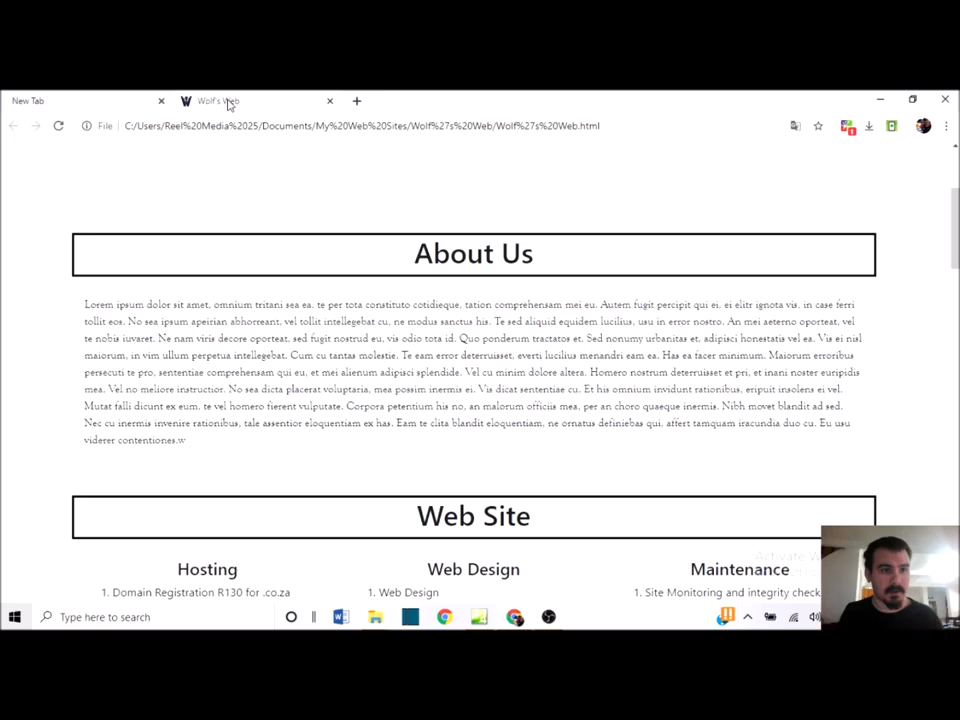 New Tab
Wolf's Web
File
C:/Users/Reel%20Media%2025/Documents/My%20Web%20Sites/Wolf%27s%20Web/Wolf%27s%20Web.html
About Us
Lorem ipsum dolor sit amet, omnium tritani sea ea, te per tota constituto cotidieque, tation comprehensam mei eu. Autem fugit percipit qui ei, ei elitr ignota vis, in case ferri
tollit eos. No sea ipsum apeirian abhorreant, vel tollit intellegebat cu, ne modus sanctus his. Te sed aliquid equidem lucilius, usu in error nostro. An mei aeterno oporteat, vel
te nobis iuvaret. Ne nam viris decore oporteat, sed fugit nostrud eu, vis odio tota id. Quo ponderum tractatos et. Sed nonumy urbanitas et, adipisci honestatis vel ea. Vis ei nisl
maiorum, in vim ullum perpetua intellegebat. Cum cu tantas molestie. Te eam error deterruisset, everti lucilius menandri eam ea. Has ea facer minimum. Maiorum erroribus
persecuti te pro, sententiae comprehensam qui eu, et mei alienum adipisci splendide. Vel cu minim dolore altera. Homero nostrum deterruisset et pri, et inani noster euripidis
mea. Vel no meliore instructior. No sea dicta placerat voluptaria, mea possim inermis ei. Vis dicat sententiae cu. Et his omnium invidunt rationibus, eripuit insolens ei vel.
Mutat falli dicunt ex eum, te vel homero fierent vulputate. Corpora petentium his no, an malorum officiis mea, per an choro quaeque inermis. Nibh movet blandit ad sed.
Nec cu inermis invenire rationibus, tale assentior eloquentiam ex has. Eam te clita blandit eloquentiam, ne ornatus definiebas qui, affert tamquam iracundia duo cu. Eu usu
viderer contentiones.w
Web Site
Hosting
Web Design
Maintenance
1. Domain Registration R130 for .co.za
1. Web Design
1. Site Monitoring and integrity check
Activate
Type here to search